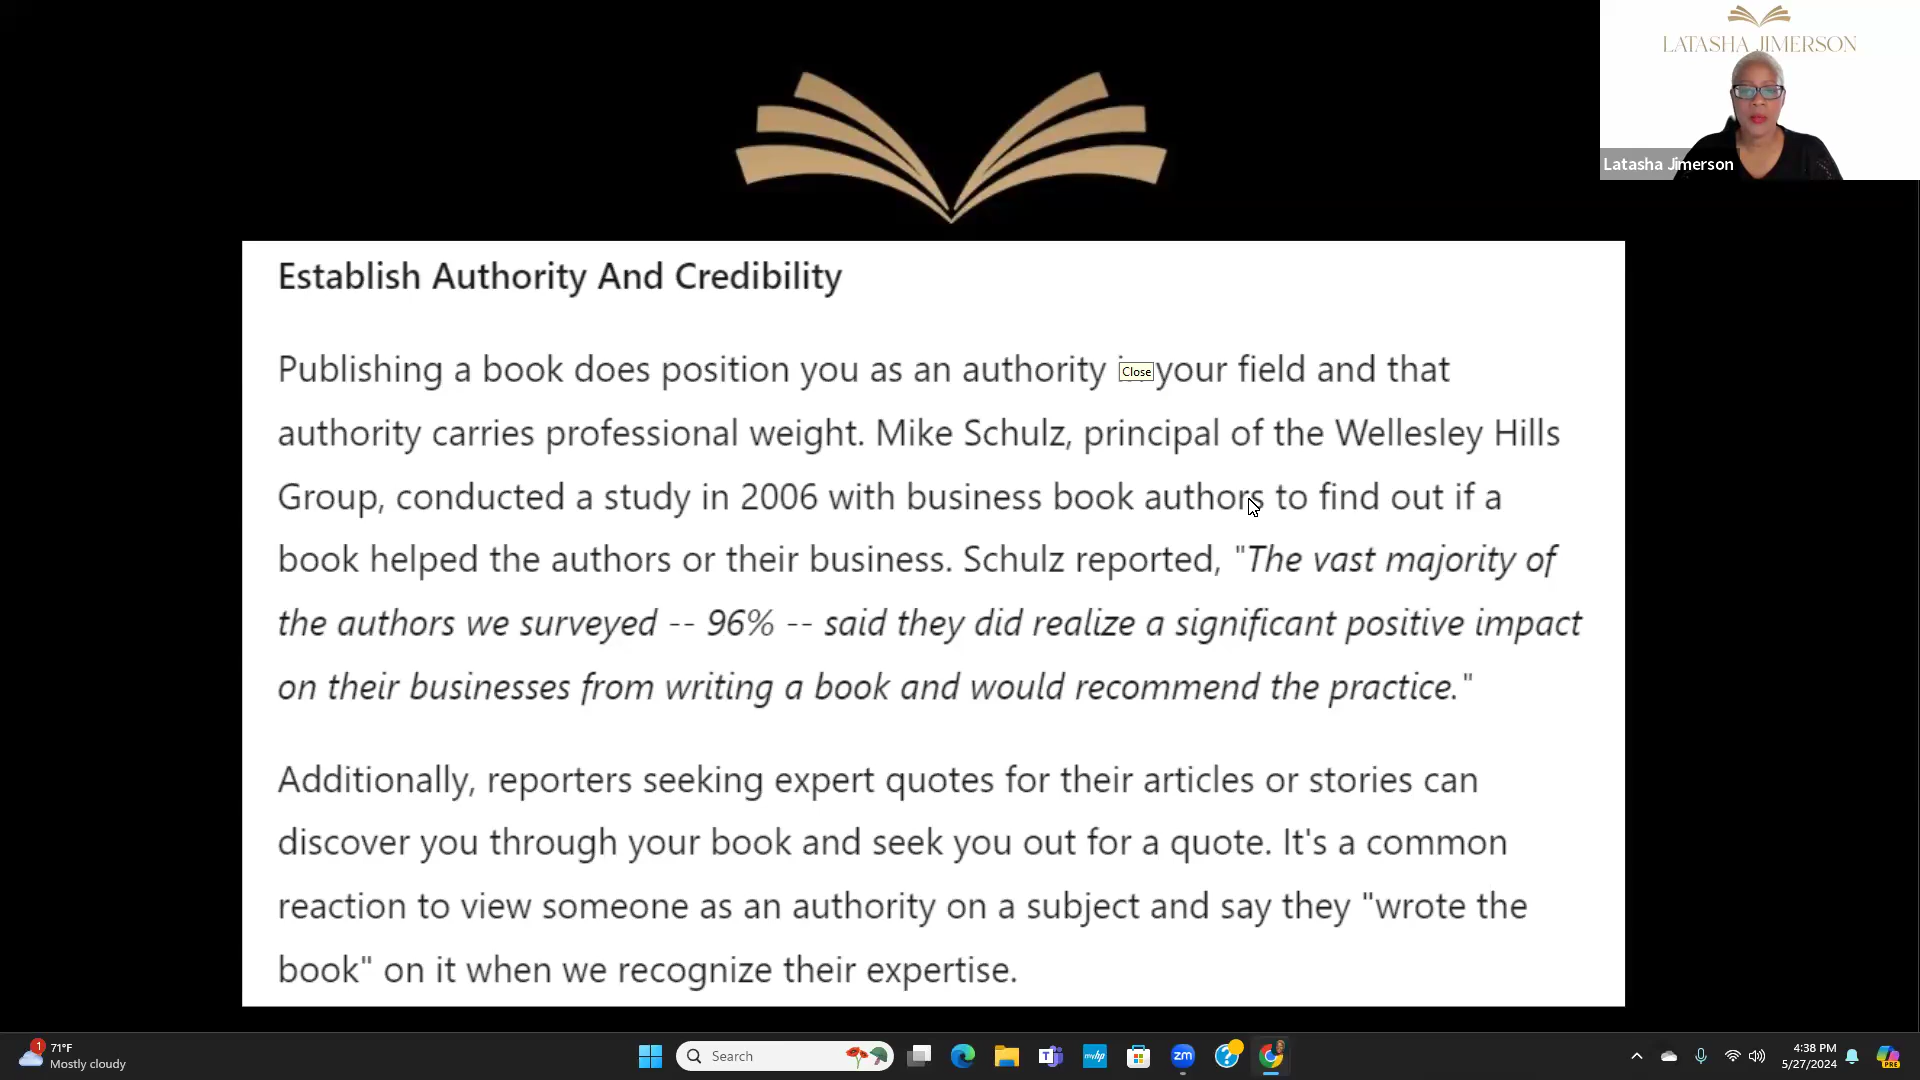 LATASHA JIMERSON
Latasha Jimerson
Establish Authority And Credibility
Publishing a book does position you as an authority your field and that
Close
authority carries professional weight. Mike Schulz, principal of the Wellesley Hills
Group, conducted a study in 2006 with business book authors to find out if a
book helped the authors or their business. Schulz reported, "The vast majority of
the authors we surveyed -- 96% -- said they did realize a significant positive impact
on their businesses from writing a book and would recommend the practice."
Additionally, reporters seeking expert quotes for their articles or stories can
discover you through your book and seek you out for a quote. It's a common
reaction to view someone as an authority on a subject and say they "wrote the
book" on it when we recognize their expertise.
1
71°F
Mostly cloudy
Search
T
myhp
zm
?
4:38 PM
5/27/2024
PRE